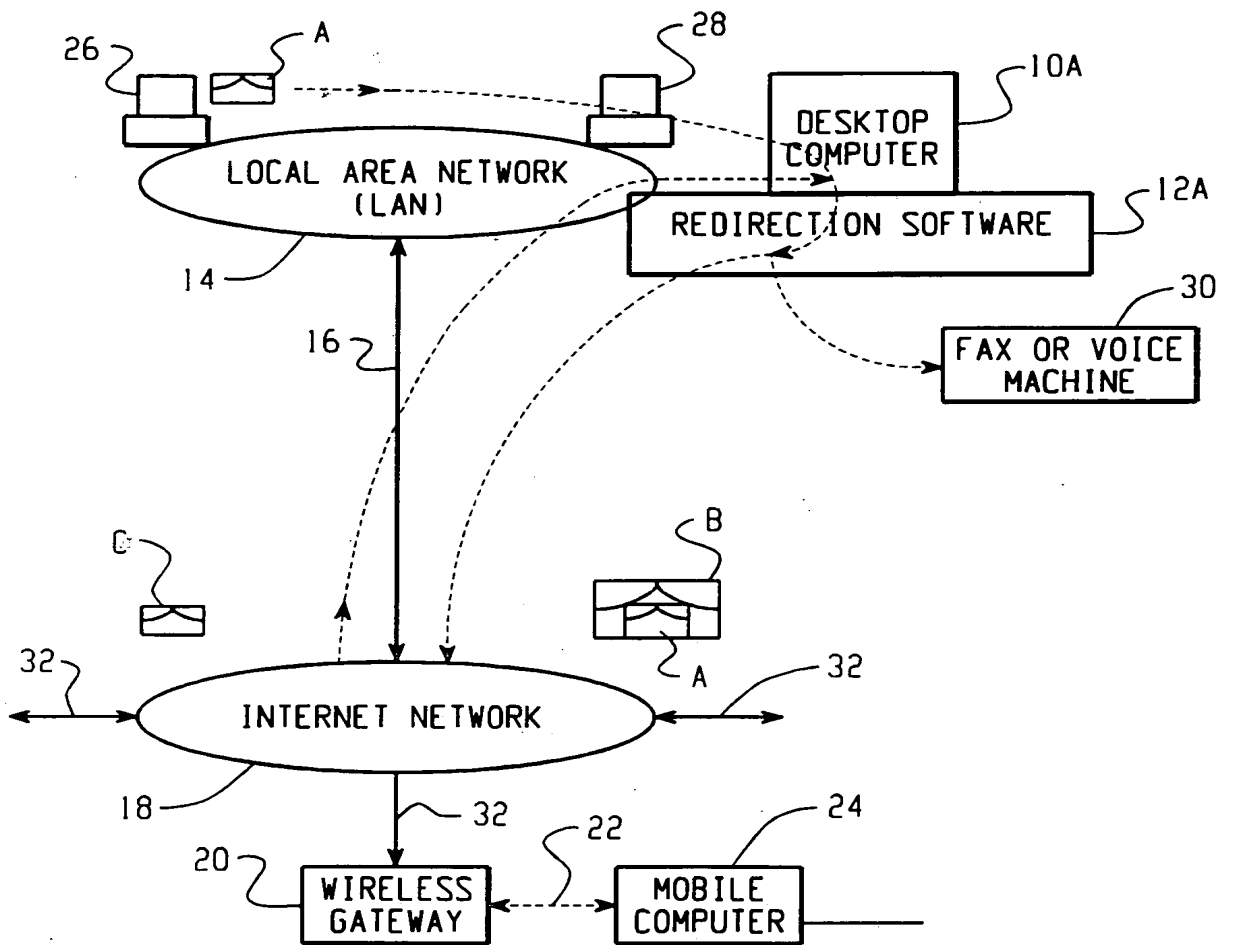 26
A
28
10A
DESKTOP
COMPUTER
LOCAL AREA NETWORK
(LAN)
12A
REDIRECTION SOFTWARE
14
30
16
FAX OR VOICE
MACHINE
B
C
A
32
32
INTERNET NETWORK
18
32
22
24
20
WIRELESS
GATEWAY
MOBILE
COMPUTER